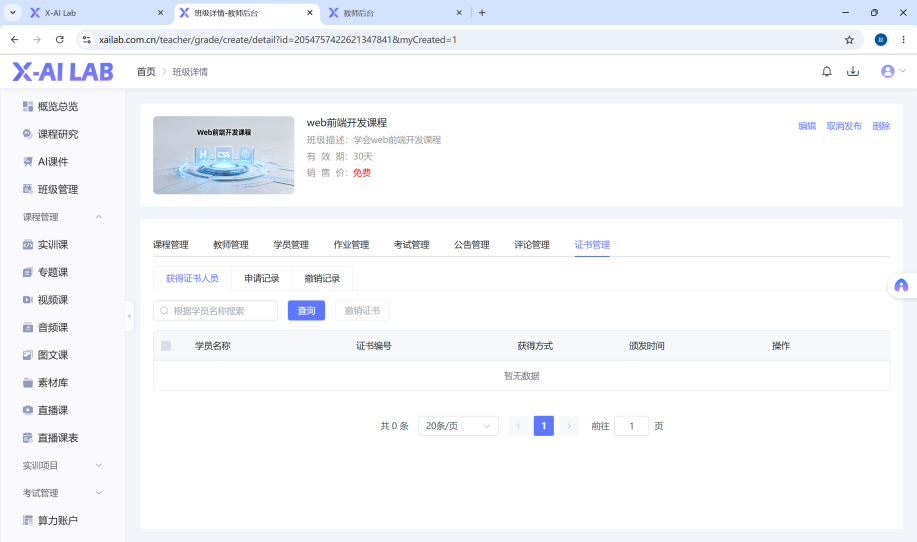 X-AI Lab
班级详情-教师后台
教师后台
xailab.com.cn/teacher/grade/create/detail?id=2054757422621347841&myCreated=1
X-AI LAB
首页
班级详情
概览总览
课程研究
AI课件
班级管理
课程管理
实训课
专题课
视频课
音频课
图文课
素材库
直播课
直播课表
实训项目
考试管理
算力账户
Web前端开发课程
CSS
web前端开发课程
班级描述: 学会web前端开发课程
有 效 期: 30天
销 售 价: 免费
编辑 取消发布 删除
课程管理 教师管理 学员管理 作业管理 考试管理 公告管理 评论管理 证书管理
获得证书人员 申请记录 撤销记录
根据学员名称搜索 查询 撤销证书
学员名称 证书编号 获得方式 颁发时间 操作
暂无数据
共 0 条 20条/页 1 前往 1 页